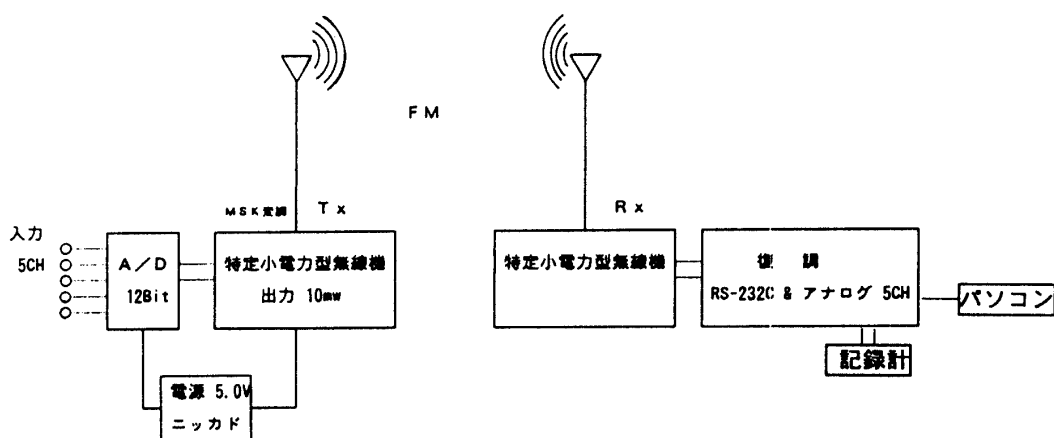 FM
MSK変調 Tx
Rx
入力
5CH
A/D
12Bit
特定小電力型無線機
出力 10mw
特定小電力型無線機
復調
RS-232C & アナログ 5CH
パソコン
記録計
電源 5.0V
ニッカド